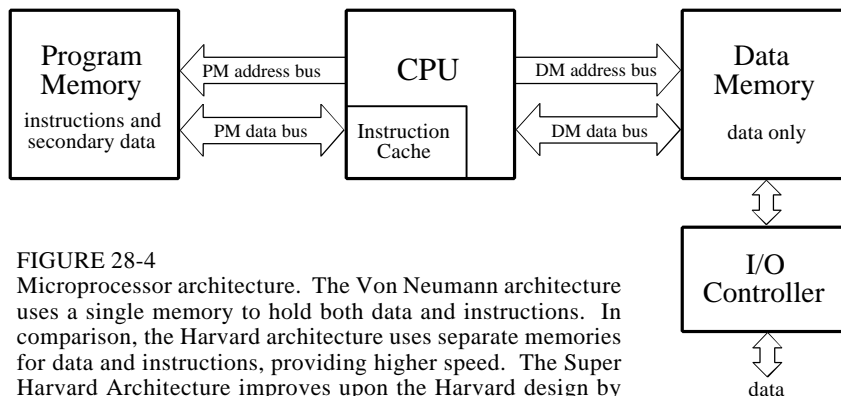 Program
Memory
instructions and
secondary data
PM address bus
PM data bus
CPU
Instruction
Cache
DM address bus
DM data bus
Data
Memory
data only
I/O
Controller
data
FIGURE 28-4
Microprocessor architecture. The Von Neumann architecture
uses a single memory to hold both data and instructions. In
comparison, the Harvard architecture uses separate memories
for data and instructions, providing higher speed. The Super
Harvard Architecture improves upon the Harvard design by